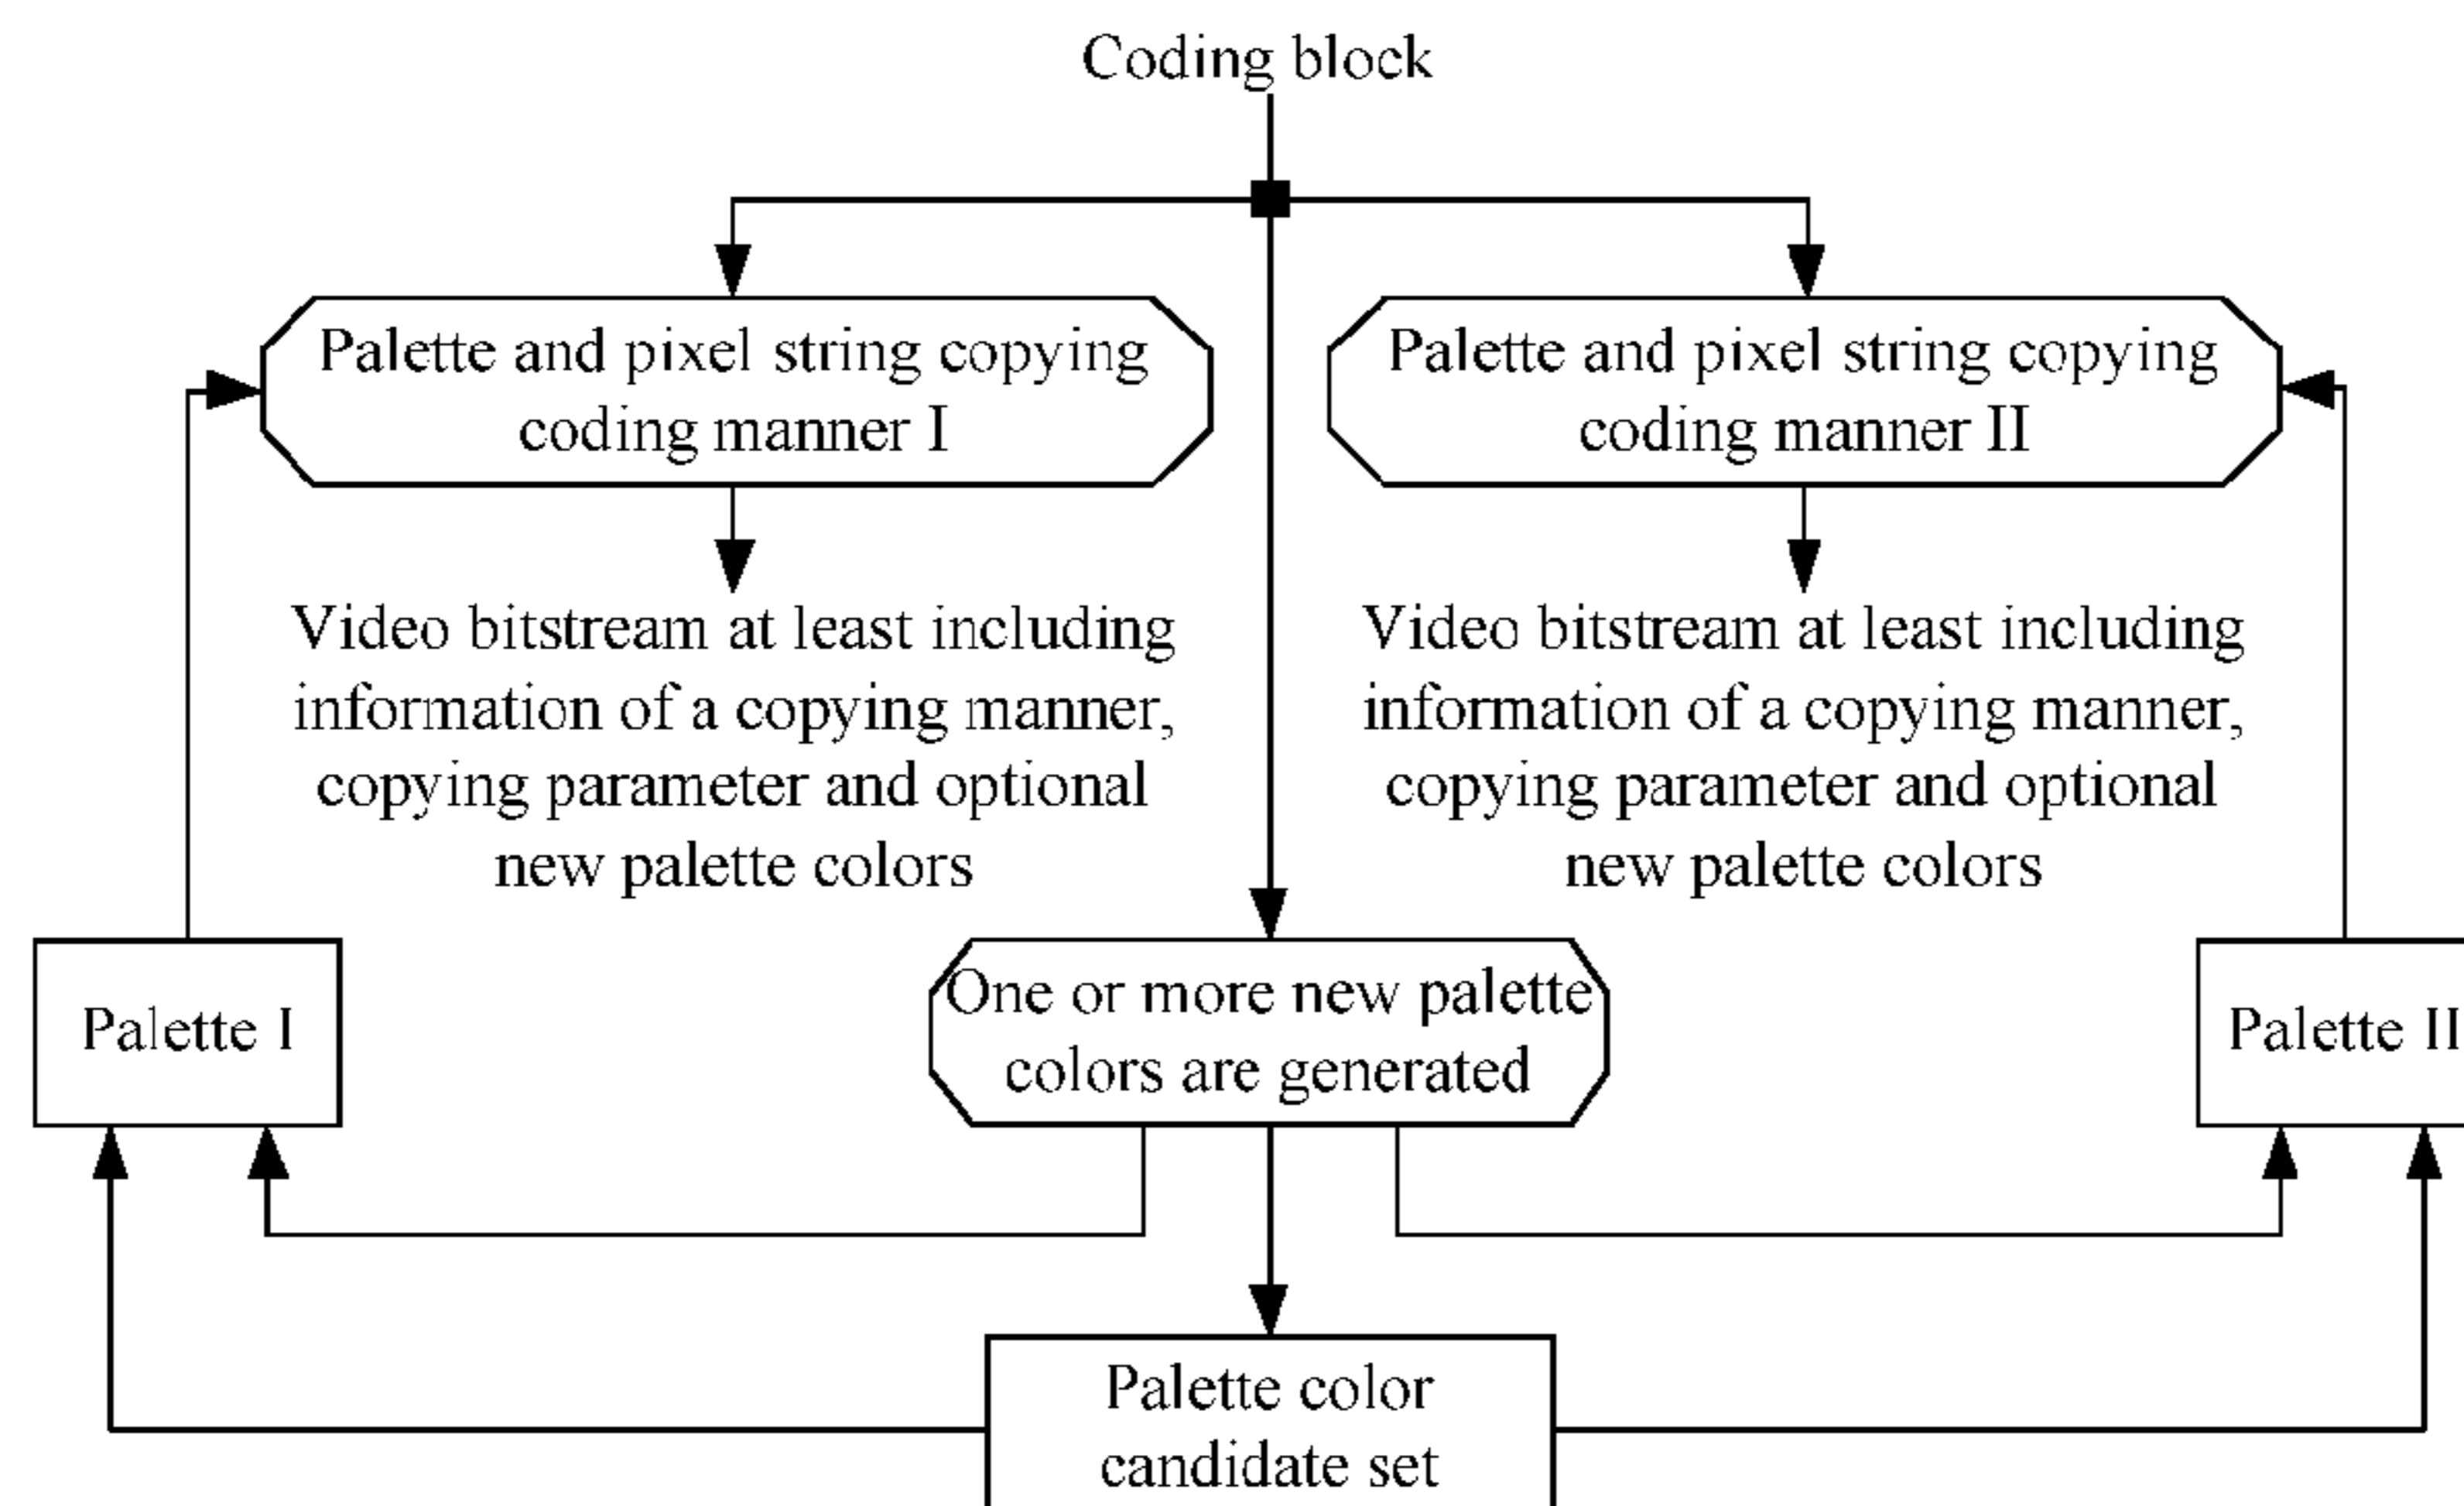 Coding block
Palette and pixel string copying
coding manner I
Palette and pixel string copying
coding manner II
Video bitstream at least including
information of a copying manner,
copying parameter and optional
new palette colors
Video bitstream at least including
information of a copying manner,
copying parameter and optional
new palette colors
Palette I
One or more new palette
colors are generated
Palette II
Palette color
candidate set